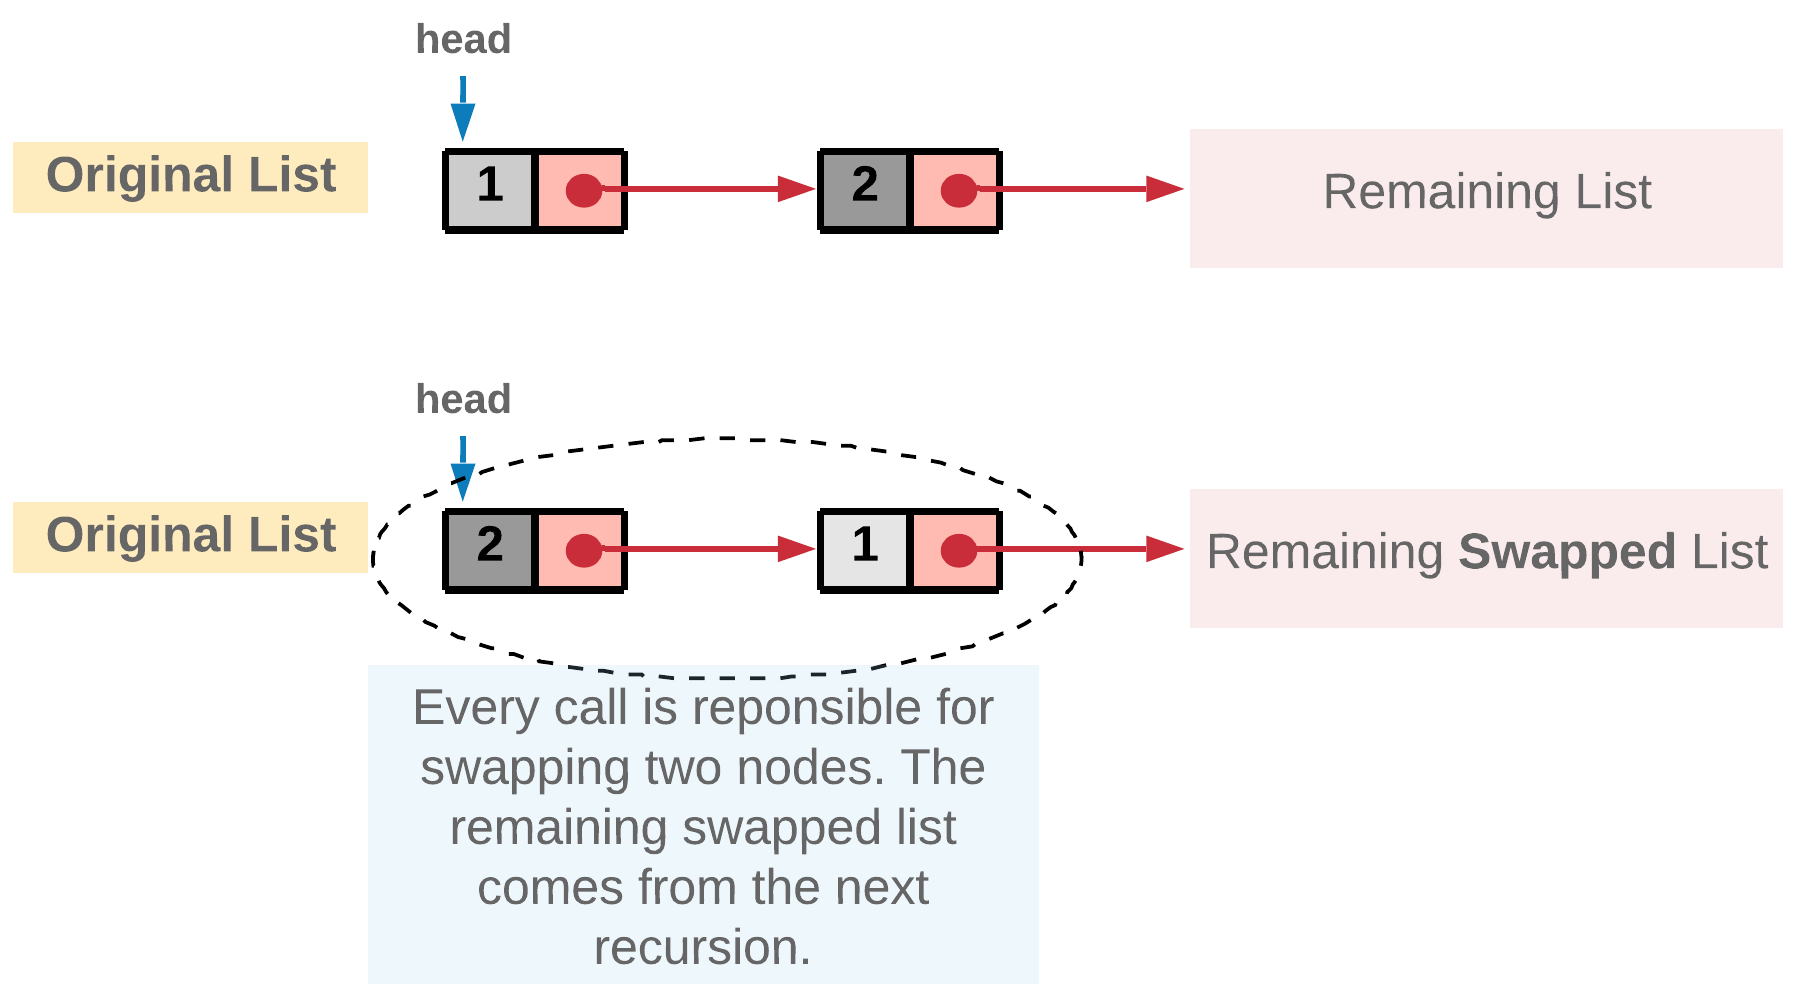 head
Original List 1 2 Remaining List
head
Original List 2 1 Remaining Swapped List
Every call is reponsible for
swapping two nodes. The
remaining swapped list
comes from the next
recursion.